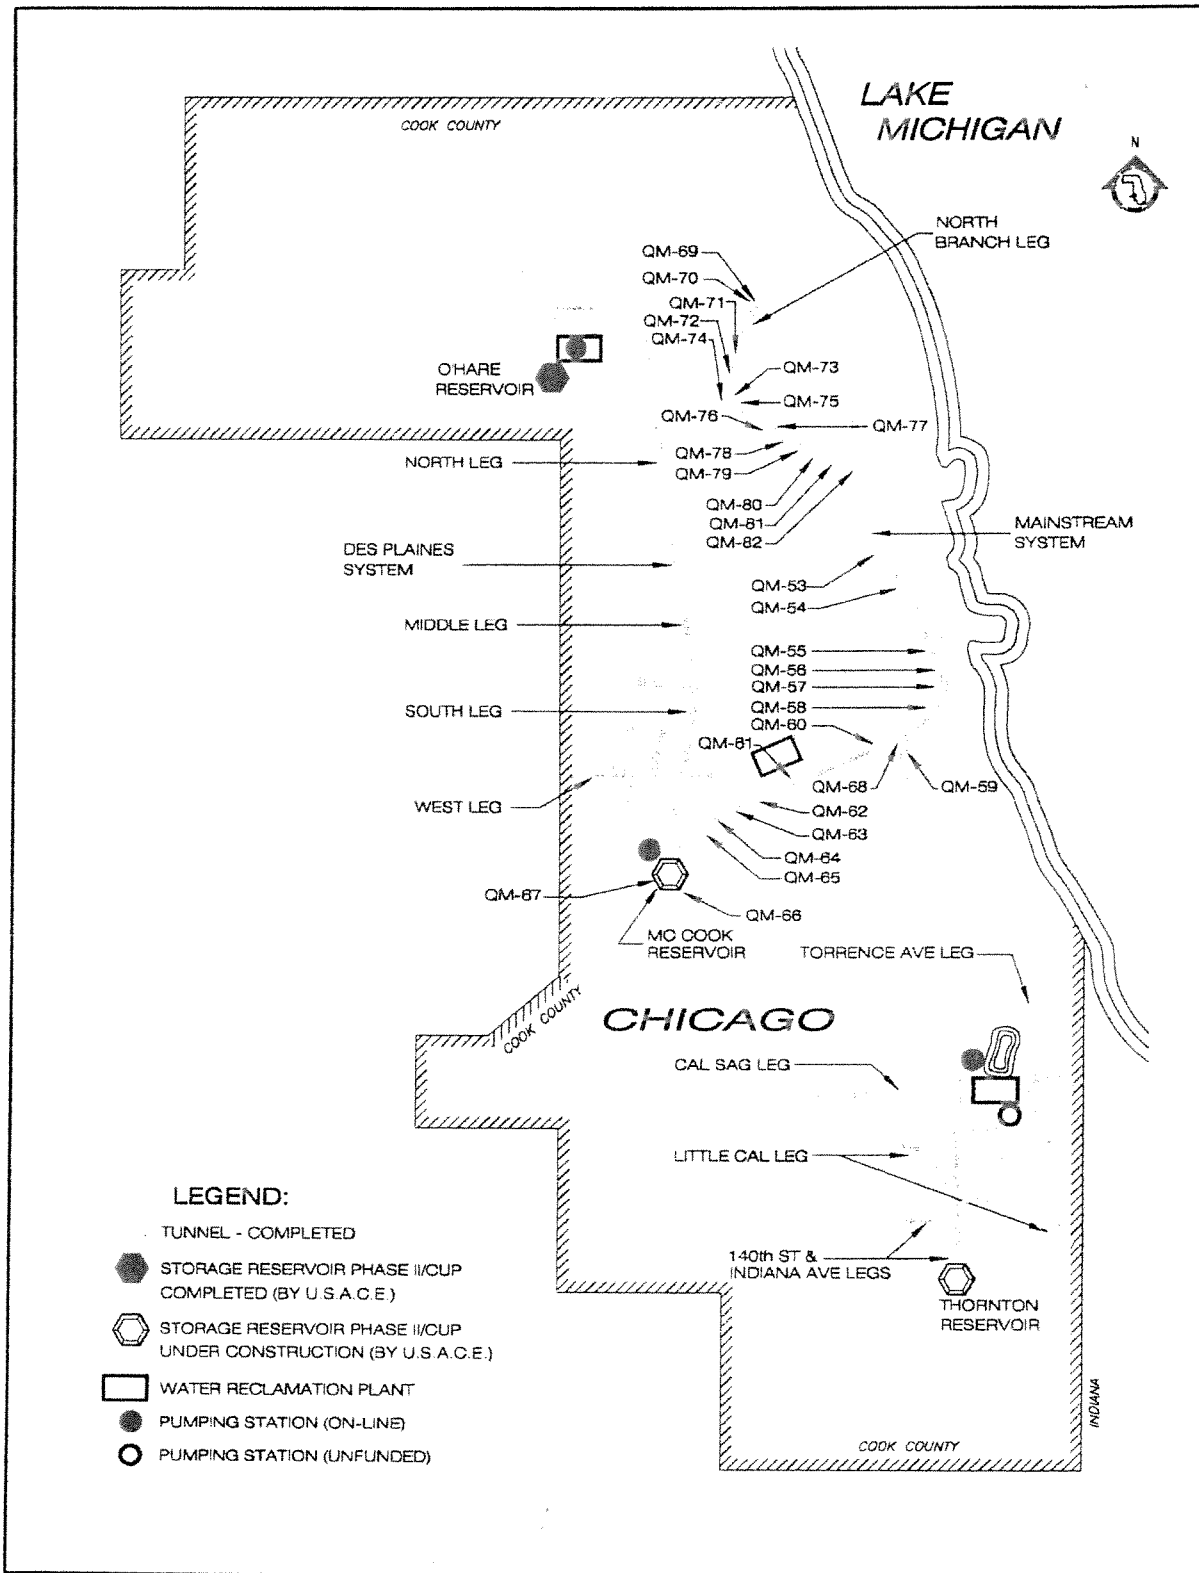 LAKE
MICHIGAN
COOK COUNTY
N
NORTH
BRANCH LEG
QM-69
QM-70
QM-71
QM-72
QM-74
O'HARE
RESERVOIR
QM-73
QM-75
QM-76
QM-77
NORTH LEG
QM-78
QM-79
QM-80
QM-81
QM-82
MAINSTREAM
SYSTEM
DES PLAINES
SYSTEM
QM-53
QM-54
MIDDLE LEG
QM-55
QM-56
QM-57
QM-58
SOUTH LEG
QM-60
QM-61
QM-68
QM-59
WEST LEG
QM-62
QM-63
QM-64
QM-65
QM-67
QM-66
MC COOK
RESERVOIR
TORRENCE AVE LEG
COOK COUNTY
CHICAGO
CAL SAG LEG
LITTLE CAL LEG
140th ST &
INDIANA AVE LEGS
THORNTON
RESERVOIR
INDIANA
COOK COUNTY
LEGEND:
TUNNEL - COMPLETED
STORAGE RESERVOIR PHASE II/CUP
COMPLETED (BY U.S.A.C.E.)
STORAGE RESERVOIR PHASE II/CUP
UNDER CONSTRUCTION (BY U.S.A.C.E.)
WATER RECLAMATION PLANT
PUMPING STATION (ON-LINE)
PUMPING STATION (UNFUNDED)